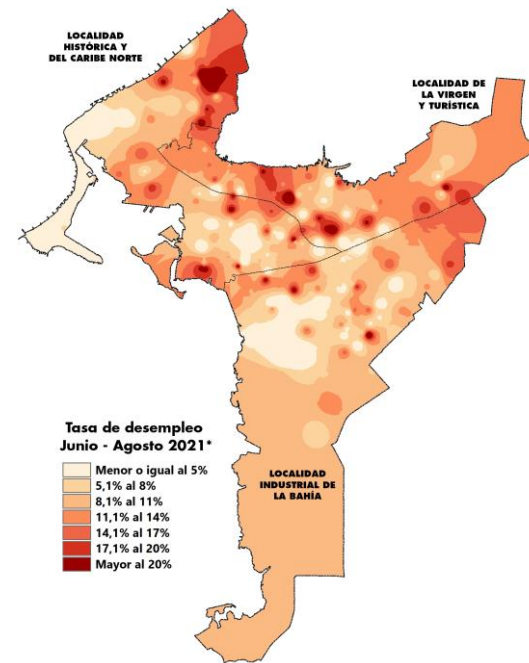 LOCALIDAD
HISTÓRICA Y
DEL CARIBE NORTE
LOCALIDAD DE
LA VIRGEN
Y TURÍSTICA
Tasa de desempleo
Junio - Agosto 2021*
Menor o igual al 5%
5,1% al 8%
8,1% al 11%
11,1% al 14%
14,1% al 17%
17,1% al 20%
Mayor al 20%
LOCALIDAD
INDUSTRIAL DE
LA BAHÍA